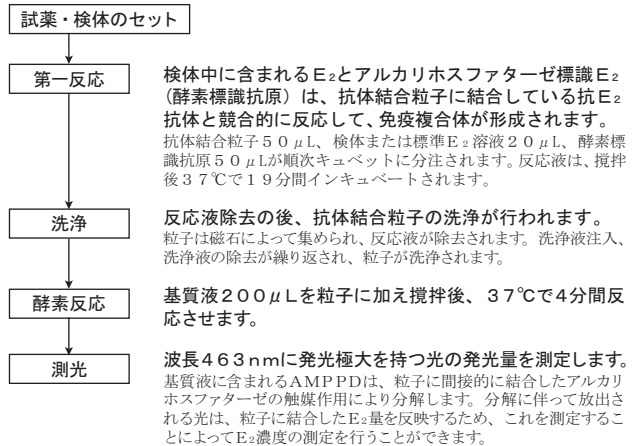 試薬・検体のセット
第一反応
検体中に含まれるE₂とアルカリホスファターゼ標識E₂
(酵素標識抗原)は、抗体結合粒子に結合している抗E₂
抗体と競合的に反応して、免疫複合体が形成されます。
抗体結合粒子50μL、検体または標準E₂溶液20μL、酵素標
識抗原50μLが順次キュベットに分注されます。反応液は、攪拌
後37℃で19分間インキュベートされます。
洗浄
反応液除去の後、抗体結合粒子の洗浄が行われます。
粒子は磁石によって集められ、反応液が除去されます。洗浄液注入、
洗浄液の除去が繰り返され、粒子が洗浄されます。
酵素反応
基質液200μLを粒子に加え攪拌後、37℃で4分間反
応させます。
測光
波長463nmに発光極大を持つ光の発光量を測定します。
基質液に含まれるAMPPDは、粒子に間接的に結合したアルカリ
ホスファターゼの触媒作用により分解します。分解に伴って放出さ
れる光は、粒子に結合したE₂量を反映するため、これを測定するこ
とによってE₂濃度の測定を行うことができます。